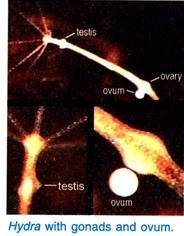 testis
ovary
ovum
testis
ovum
Hydra with gonads and ovum.